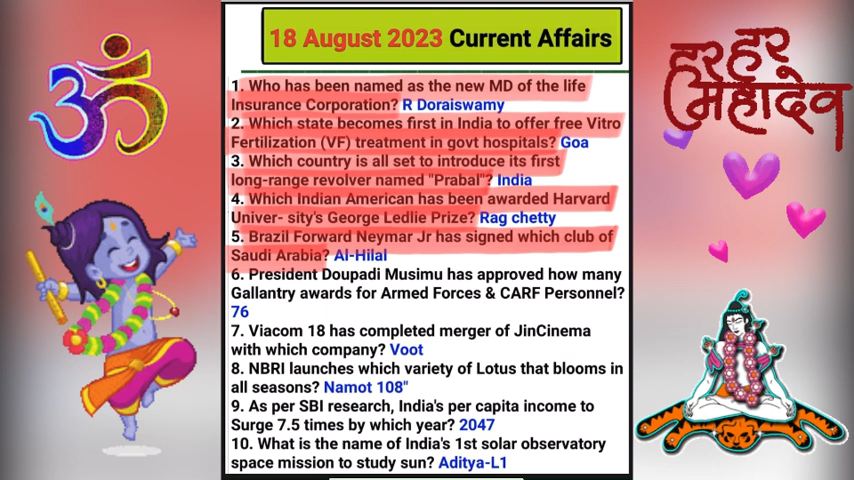 ॐ
18 August 2023 Current Affairs
हर हर
महादेव
1. Who has been named as the new MD of the life
Insurance Corporation? R Doraiswamy
2. Which state becomes first in India to offer free Vitro
Fertilization (VF) treatment in govt hospitals? Goa
3. Which country is all set to introduce its first
long-range revolver named "Prabal"? India
4. Which Indian American has been awarded Harvard
Univer- sity's George Ledlie Prize? Rag chetty
5. Brazil Forward Neymar Jr has signed which club of
Saudi Arabia? Al-Hilal
6. President Doupadi Musimu has approved how many
Gallantry awards for Armed Forces & CARF Personnel?
76
7. Viacom 18 has completed merger of JinCinema
with which company? Voot
8. NBRI launches which variety of Lotus that blooms in
all seasons? Namot 108"
9. As per SBI research, India's per capita income to
Surge 7.5 times by which year? 2047
10. What is the name of India's 1st solar observatory
space mission to study sun? Aditya-L1